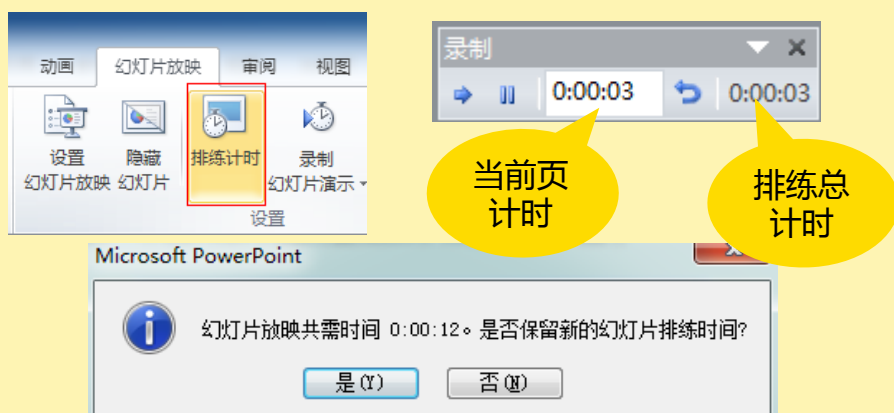 动画 幻灯片放映 审阅 视图
设置
幻灯片放映
隐藏
幻灯片
排练计时
录制
幻灯片演示
设置
录制
0:00:03 0:00:03
当前页
计时
排练总
计时
Microsoft PowerPoint
幻灯片放映共需时间 0:00:12。是否保留新的幻灯片排练时间?
是(Y) 否(N)